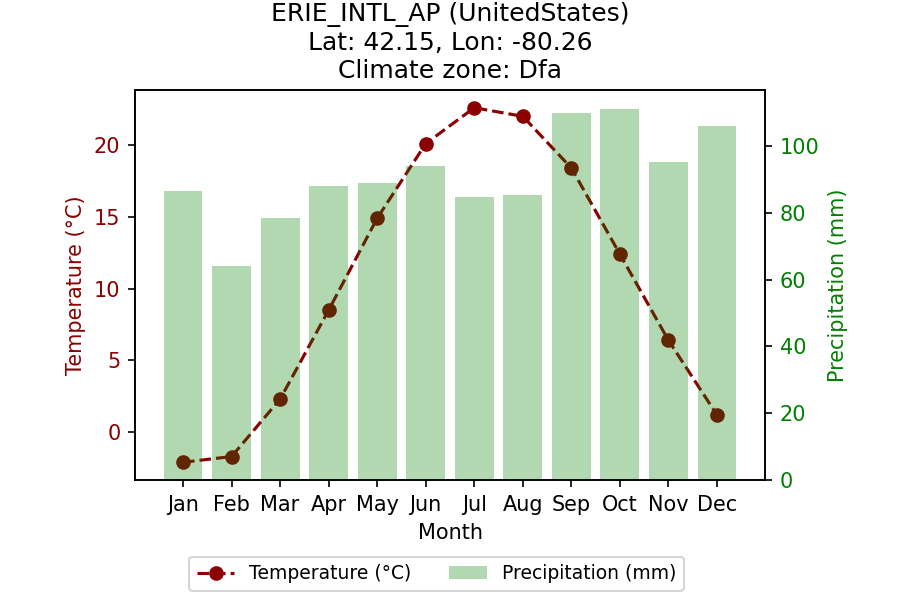 ERIE_INTL_AP (UnitedStates)
Lat: 42.15, Lon: -80.26
Climate zone: Dfa
Temperature (°C)
20
15
10
5
0
Precipitation (mm)
100
80
60
40
20
0
Jan Feb Mar Apr May Jun Jul Aug Sep Oct Nov Dec
Month
Temperature (°C) Precipitation (mm)